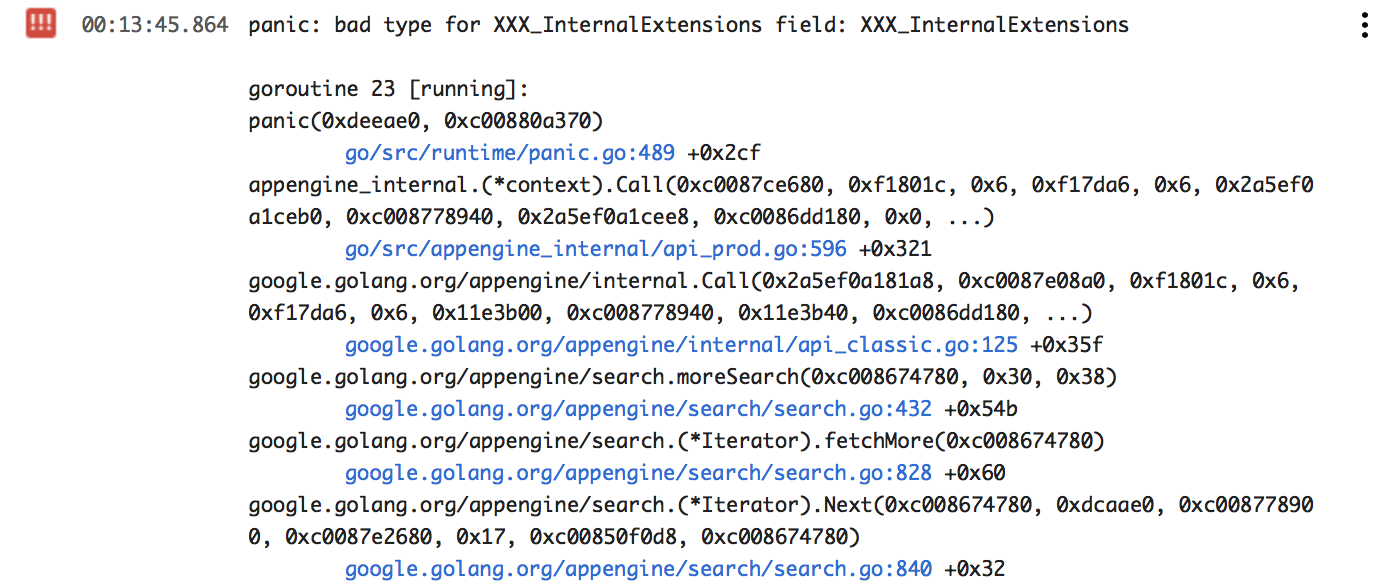 !!! 00:13:45.864 panic: bad type for XXX_InternalExtensions field: XXX_InternalExtensions
goroutine 23 [running]:
panic(0xdeeae0, 0xc00880a370)
go/src/runtime/panic.go:489 +0x2cf
appengine_internal.(*context).Call(0xc0087ce680, 0xf1801c, 0x6, 0xf17da6, 0x6, 0x2a5ef0
a1ceb0, 0xc008778940, 0x2a5ef0a1cee8, 0xc0086dd180, 0x0, ...)
go/src/appengine_internal/api_prod.go:596 +0x321
google.golang.org/appengine/internal.Call(0x2a5ef0a181a8, 0xc0087e08a0, 0xf1801c, 0x6,
0xf17da6, 0x6, 0x11e3b00, 0xc008778940, 0x11e3b40, 0xc0086dd180, ...)
google.golang.org/appengine/internal/api_classic.go:125 +0x35f
google.golang.org/appengine/search.moreSearch(0xc008674780, 0x30, 0x38)
google.golang.org/appengine/search/search.go:432 +0x54b
google.golang.org/appengine/search.(*Iterator).fetchMore(0xc008674780)
google.golang.org/appengine/search/search.go:828 +0x60
google.golang.org/appengine/search.(*Iterator).Next(0xc008674780, 0xdcaae0, 0xc00877890
0, 0xc0087e2680, 0x17, 0xc00850f0d8, 0xc008674780)
google.golang.org/appengine/search/search.go:840 +0x32